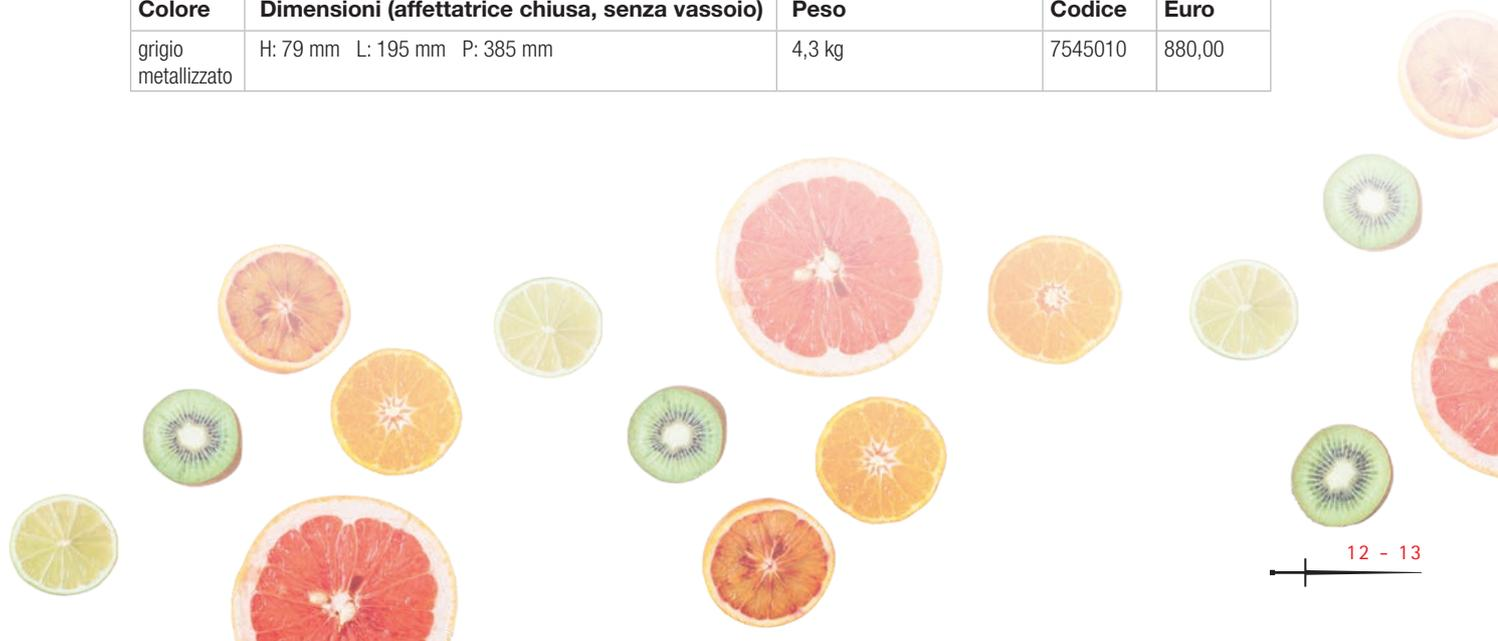 Colore Dimensioni (affettatrice chiusa, senza vassoio) Peso Codice Euro
grigio H: 79 mm L: 195 mm P: 385 mm 4,3 kg 7545010 880,00
metallizzato
12 – 13